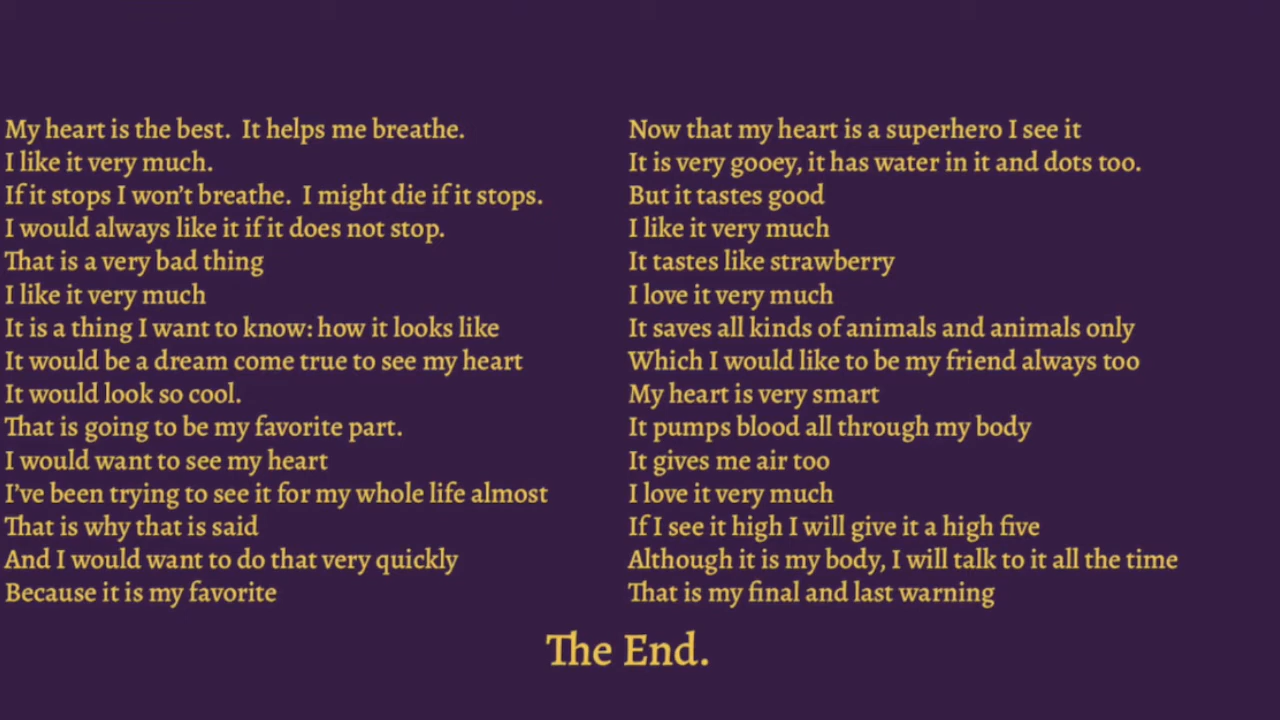 My heart is the best.  It helps me breathe.
I like it very much.
If it stops I won’t breathe.  I might die if it stops.
I would always like it if it does not stop.
That is a very bad thing
I like it very much
It is a thing I want to know: how it looks like
It would be a dream come true to see my heart
It would look so cool.
That is going to be my favorite part.
I would want to see my heart
I’ve been trying to see it for my whole life almost
That is why that is said
And I would want to do that very quickly
Because it is my favorite
Now that my heart is a superhero I see it
It is very gooey, it has water in it and dots too.
But it tastes good
I like it very much
It tastes like strawberry
I love it very much
It saves all kinds of animals and animals only
Which I would like to be my friend always too
My heart is very smart
It pumps blood all through my body
It gives me air too
I love it very much
If I see it high I will give it a high five
Although it is my body, I will talk to it all the time
That is my final and last warning
The End.